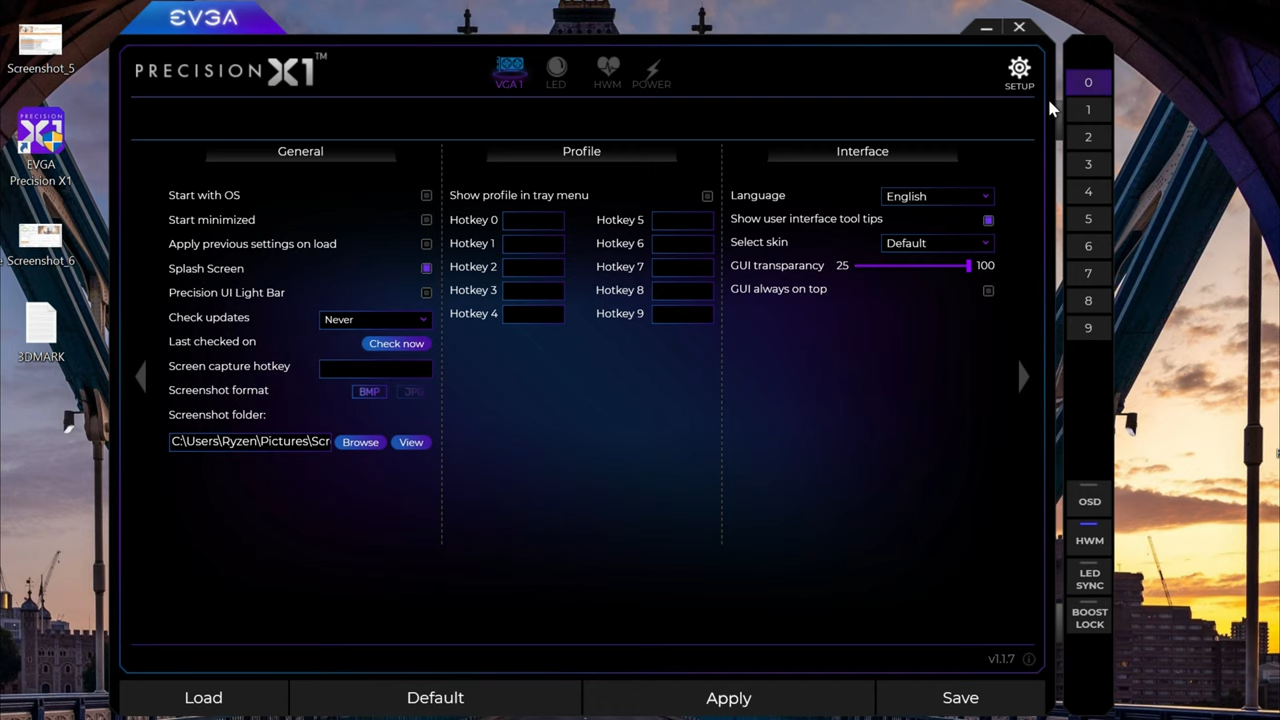 EVGA
Screenshot_5
EVGA
Precision X1
Screenshot_6
3DMARK
PRECISION X1™
VGA 1
LED
HWM
POWER
SETUP
General
Start with OS
Start minimized
Apply previous settings on load
Splash Screen
Precision UI Light Bar
Check updates Never
Last checked on Check now
Screen capture hotkey
Screenshot format BMP JPG
Screenshot folder:
C:\Users\Ryzen\Pictures\Scr Browse View
Profile
Show profile in tray menu
Hotkey 0 Hotkey 5
Hotkey 1 Hotkey 6
Hotkey 2 Hotkey 7
Hotkey 3 Hotkey 8
Hotkey 4 Hotkey 9
Interface
Language English
Show user interface tool tips
Select skin Default
GUI transparancy 25 100
GUI always on top
v1.1.7
Load Default Apply Save
0
1
2
3
4
5
6
7
8
9
OSD
HWM
LED
SYNC
BOOST
LOCK